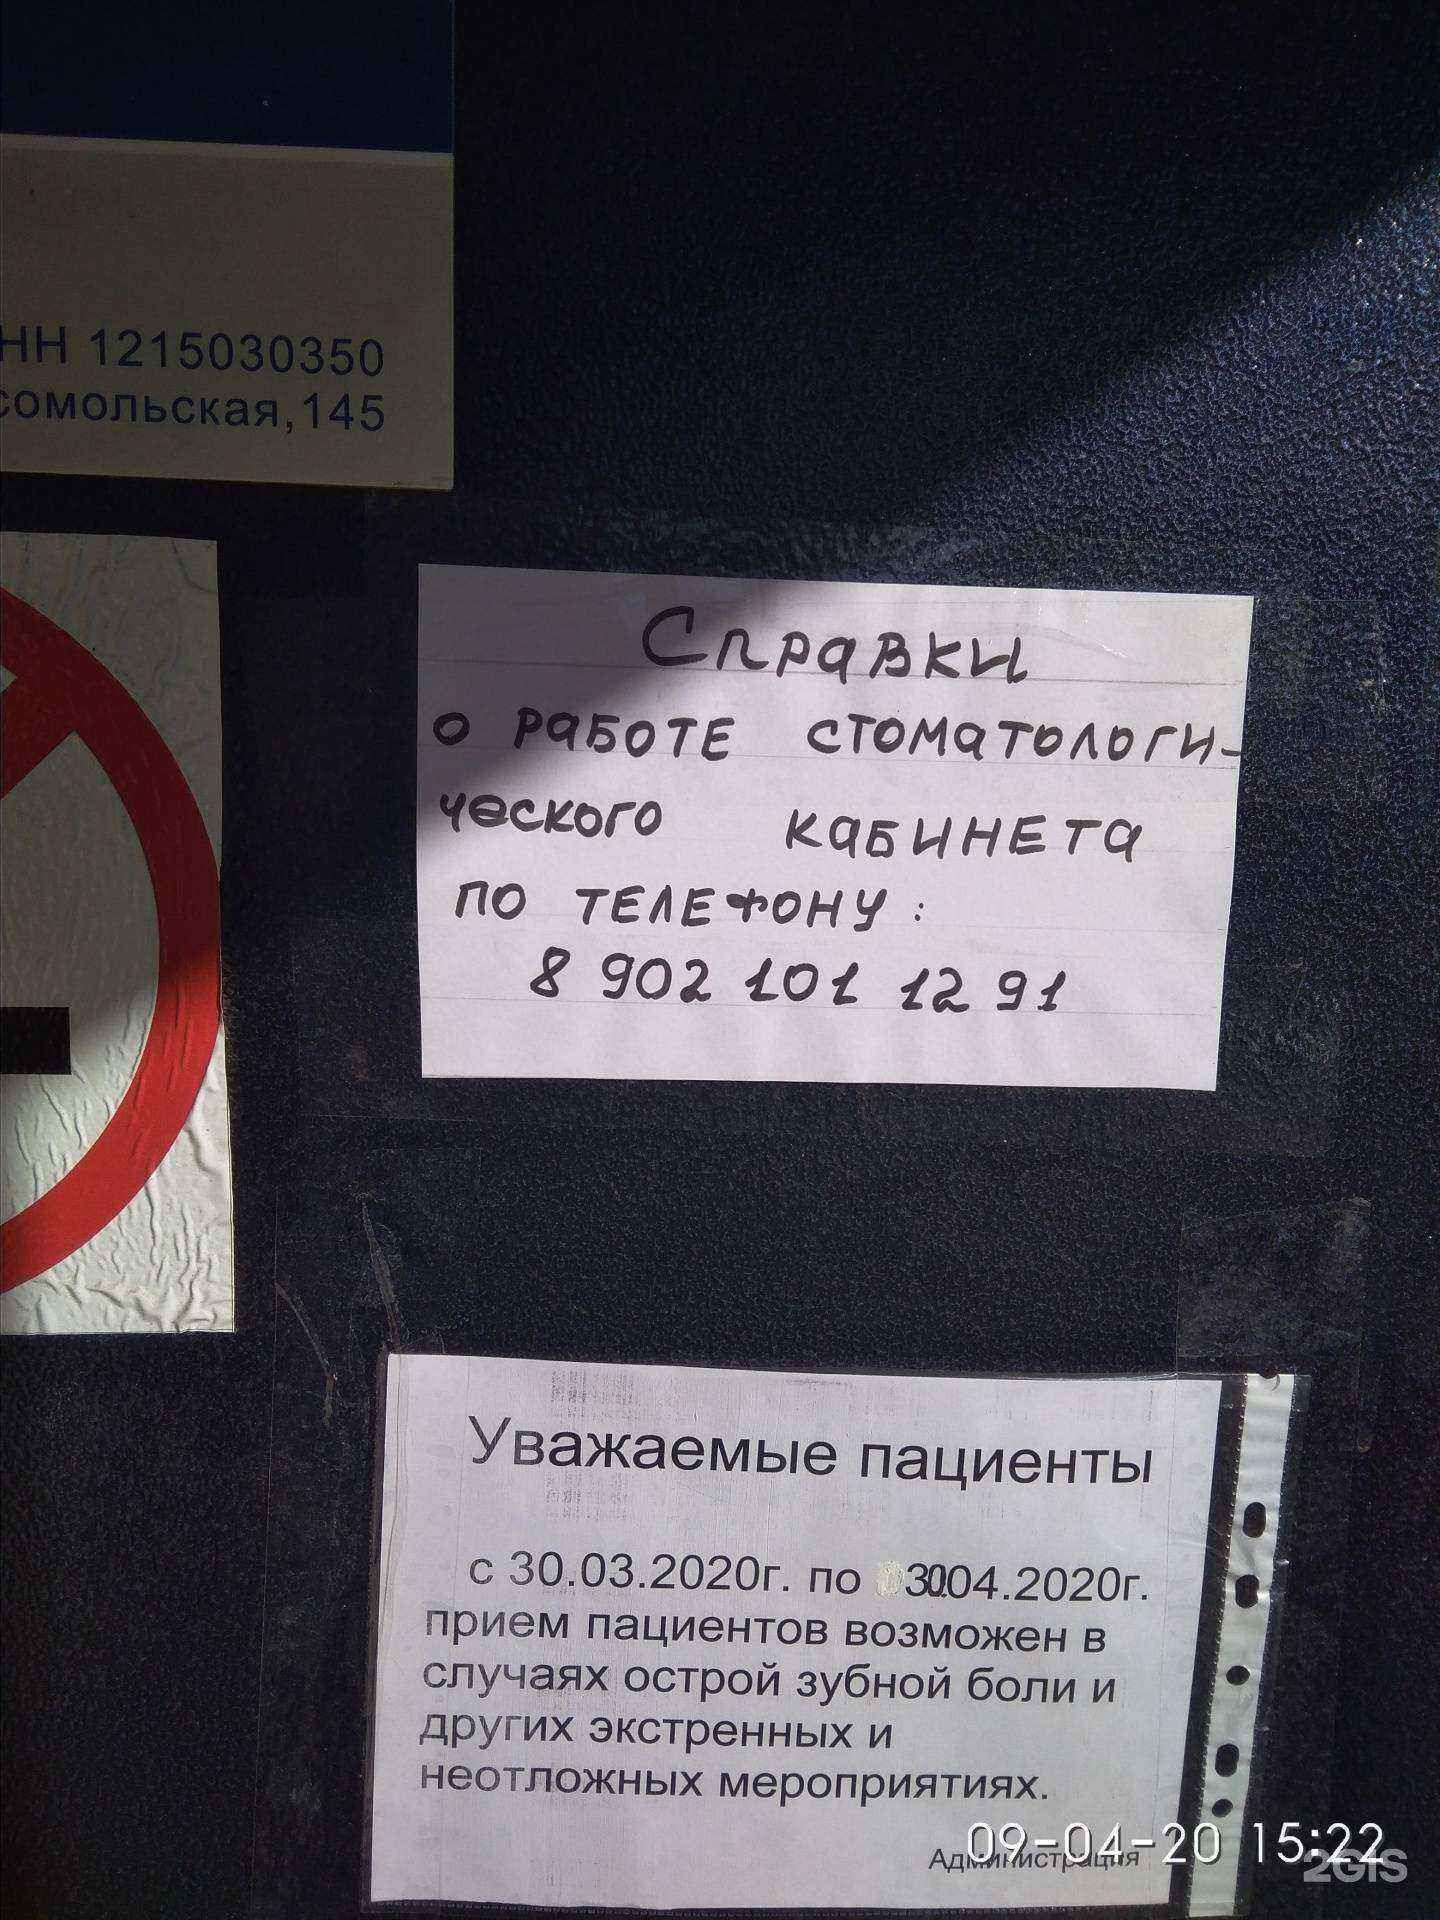 НН 1215030350
сомольская,145
Справки
о работе стоматологи-
ческого кабинета
по телефону:
8 902 101 12 91
Уважаемые пациенты
с 30.03.2020г. по 30.04.2020г.
прием пациентов возможен в
случаях острой зубной боли и
других экстренных и
неотложных мероприятиях.
Администрация
09-04-20 15:22
2GIS